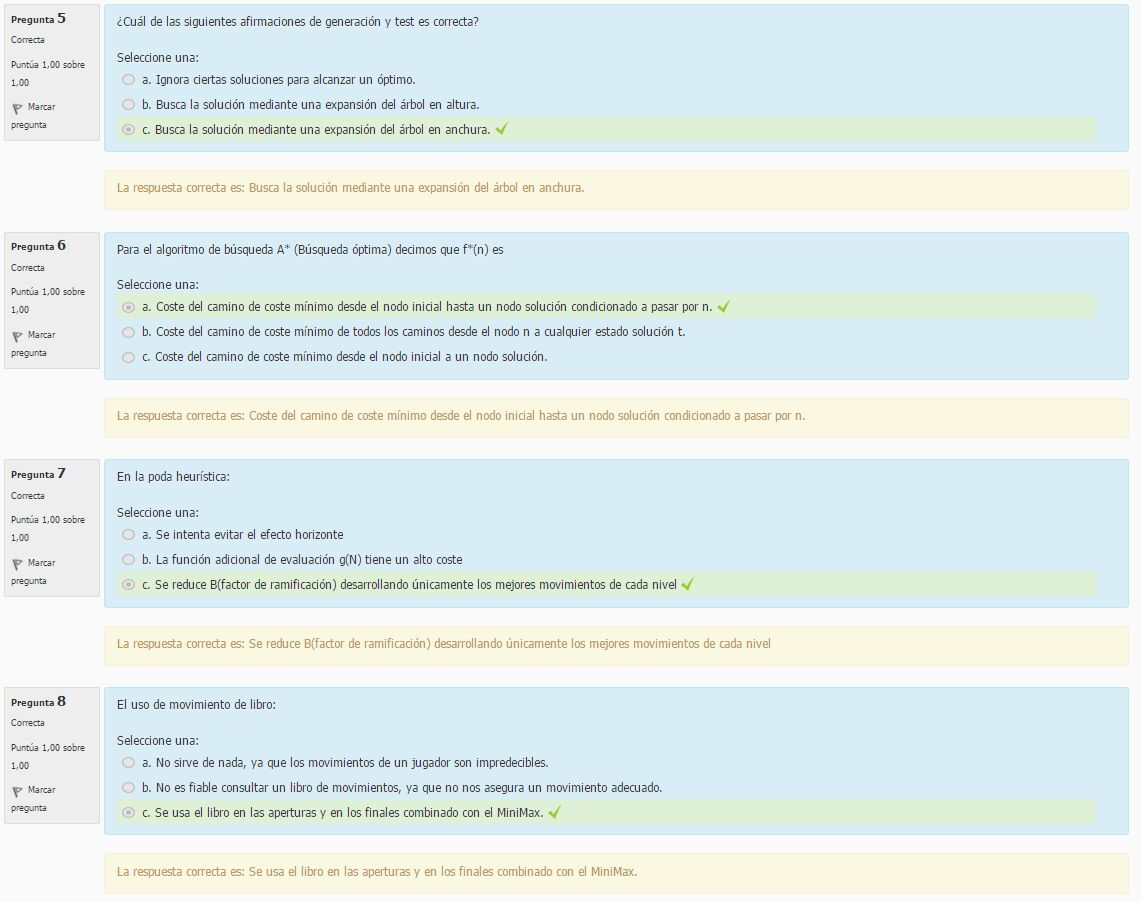 Pregunta 5
Correcta
Puntúa 1,00 sobre
1,00
Marcar
pregunta
¿Cuál de las siguientes afirmaciones de generación y test es correcta?
Seleccione una:
a. Ignora ciertas soluciones para alcanzar un óptimo.
b. Busca la solución mediante una expansión del árbol en altura.
c. Busca la solución mediante una expansión del árbol en anchura.
La respuesta correcta es: Busca la solución mediante una expansión del árbol en anchura.
Pregunta 6
Correcta
Puntúa 1,00 sobre
1,00
Marcar
pregunta
Para el algoritmo de búsqueda A* (Búsqueda óptima) decimos que f*(n) es
Seleccione una:
a. Coste del camino de coste mínimo desde el nodo inicial hasta un nodo solución condicionado a pasar por n.
b. Coste del camino de coste mínimo de todos los caminos desde el nodo n a cualquier estado solución t.
c. Coste del camino de coste mínimo desde el nodo inicial a un nodo solución.
La respuesta correcta es: Coste del camino de coste mínimo desde el nodo inicial hasta un nodo solución condicionado a pasar por n.
Pregunta 7
Correcta
Puntúa 1,00 sobre
1,00
Marcar
pregunta
En la poda heurística:
Seleccione una:
a. Se intenta evitar el efecto horizonte
b. La función adicional de evaluación g(N) tiene un alto coste
c. Se reduce B(factor de ramificación) desarrollando únicamente los mejores movimientos de cada nivel
La respuesta correcta es: Se reduce B(factor de ramificación) desarrollando únicamente los mejores movimientos de cada nivel
Pregunta 8
Correcta
Puntúa 1,00 sobre
1,00
Marcar
pregunta
El uso de movimiento de libro:
Seleccione una:
a. No sirve de nada, ya que los movimientos de un jugador son impredecibles.
b. No es fiable consultar un libro de movimientos, ya que no nos asegura un movimiento adecuado.
c. Se usa el libro en las aperturas y en los finales combinado con el MiniMax.
La respuesta correcta es: Se usa el libro en las aperturas y en los finales combinado con el MiniMax.